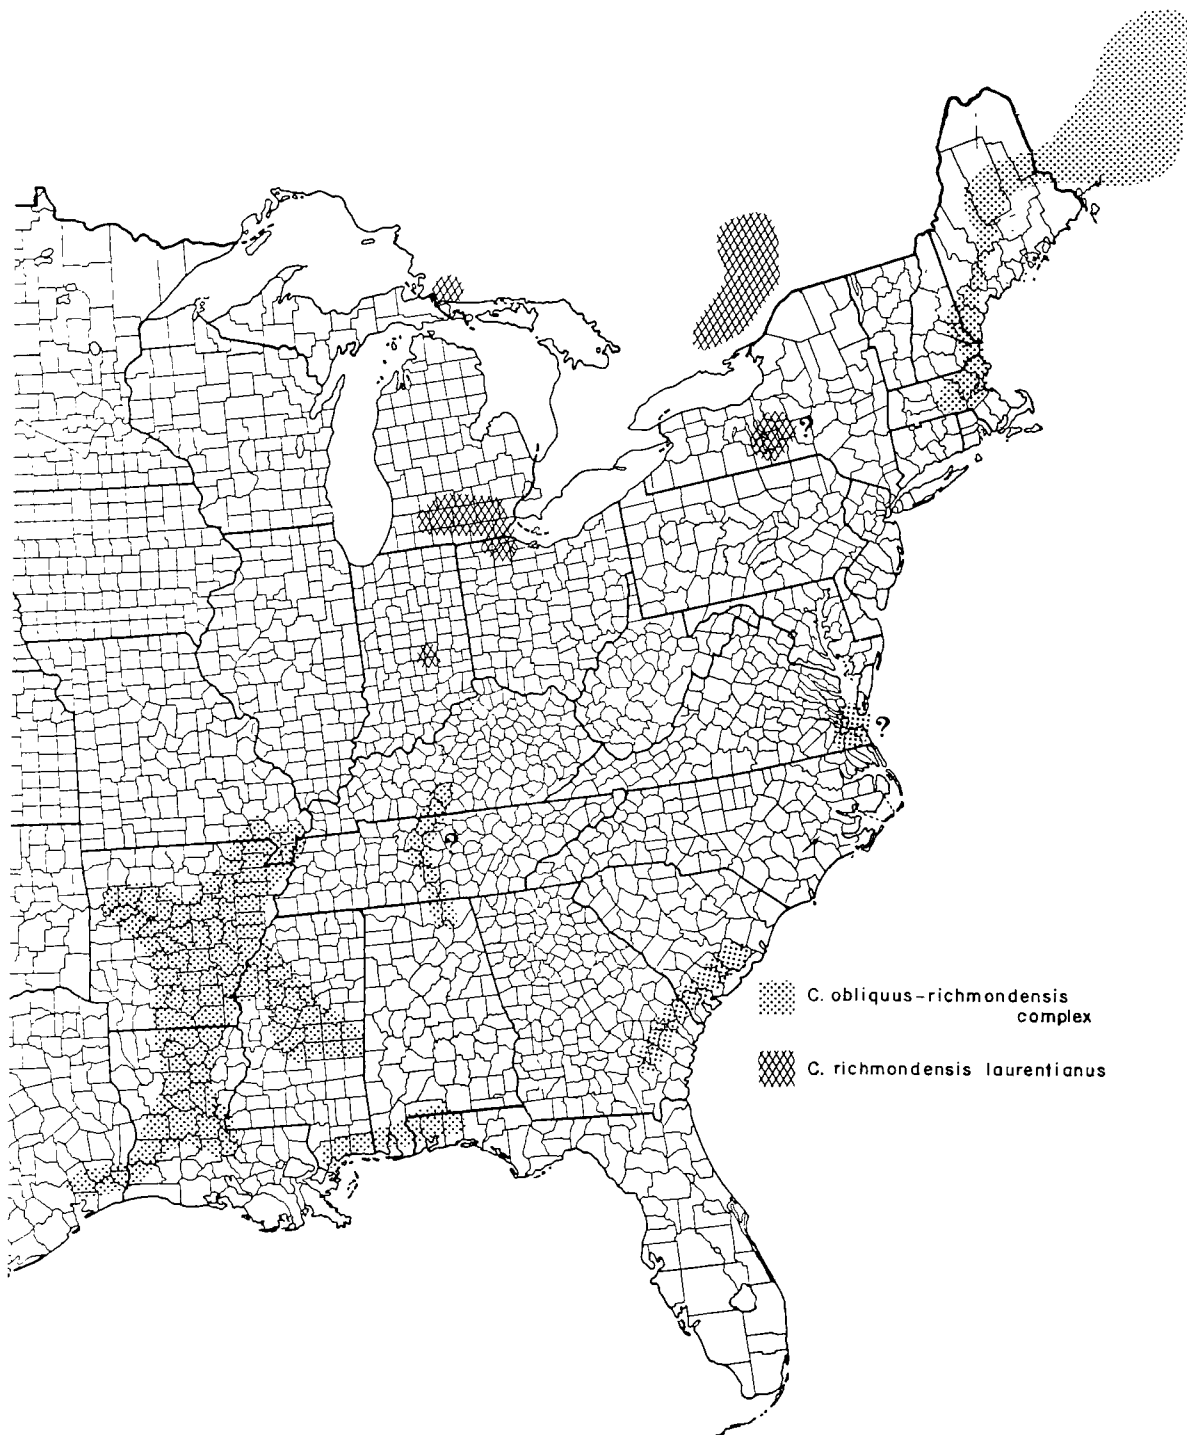 ?
?
?
C. obliquus-richmondensis
complex
C. richmondensis laurentianus